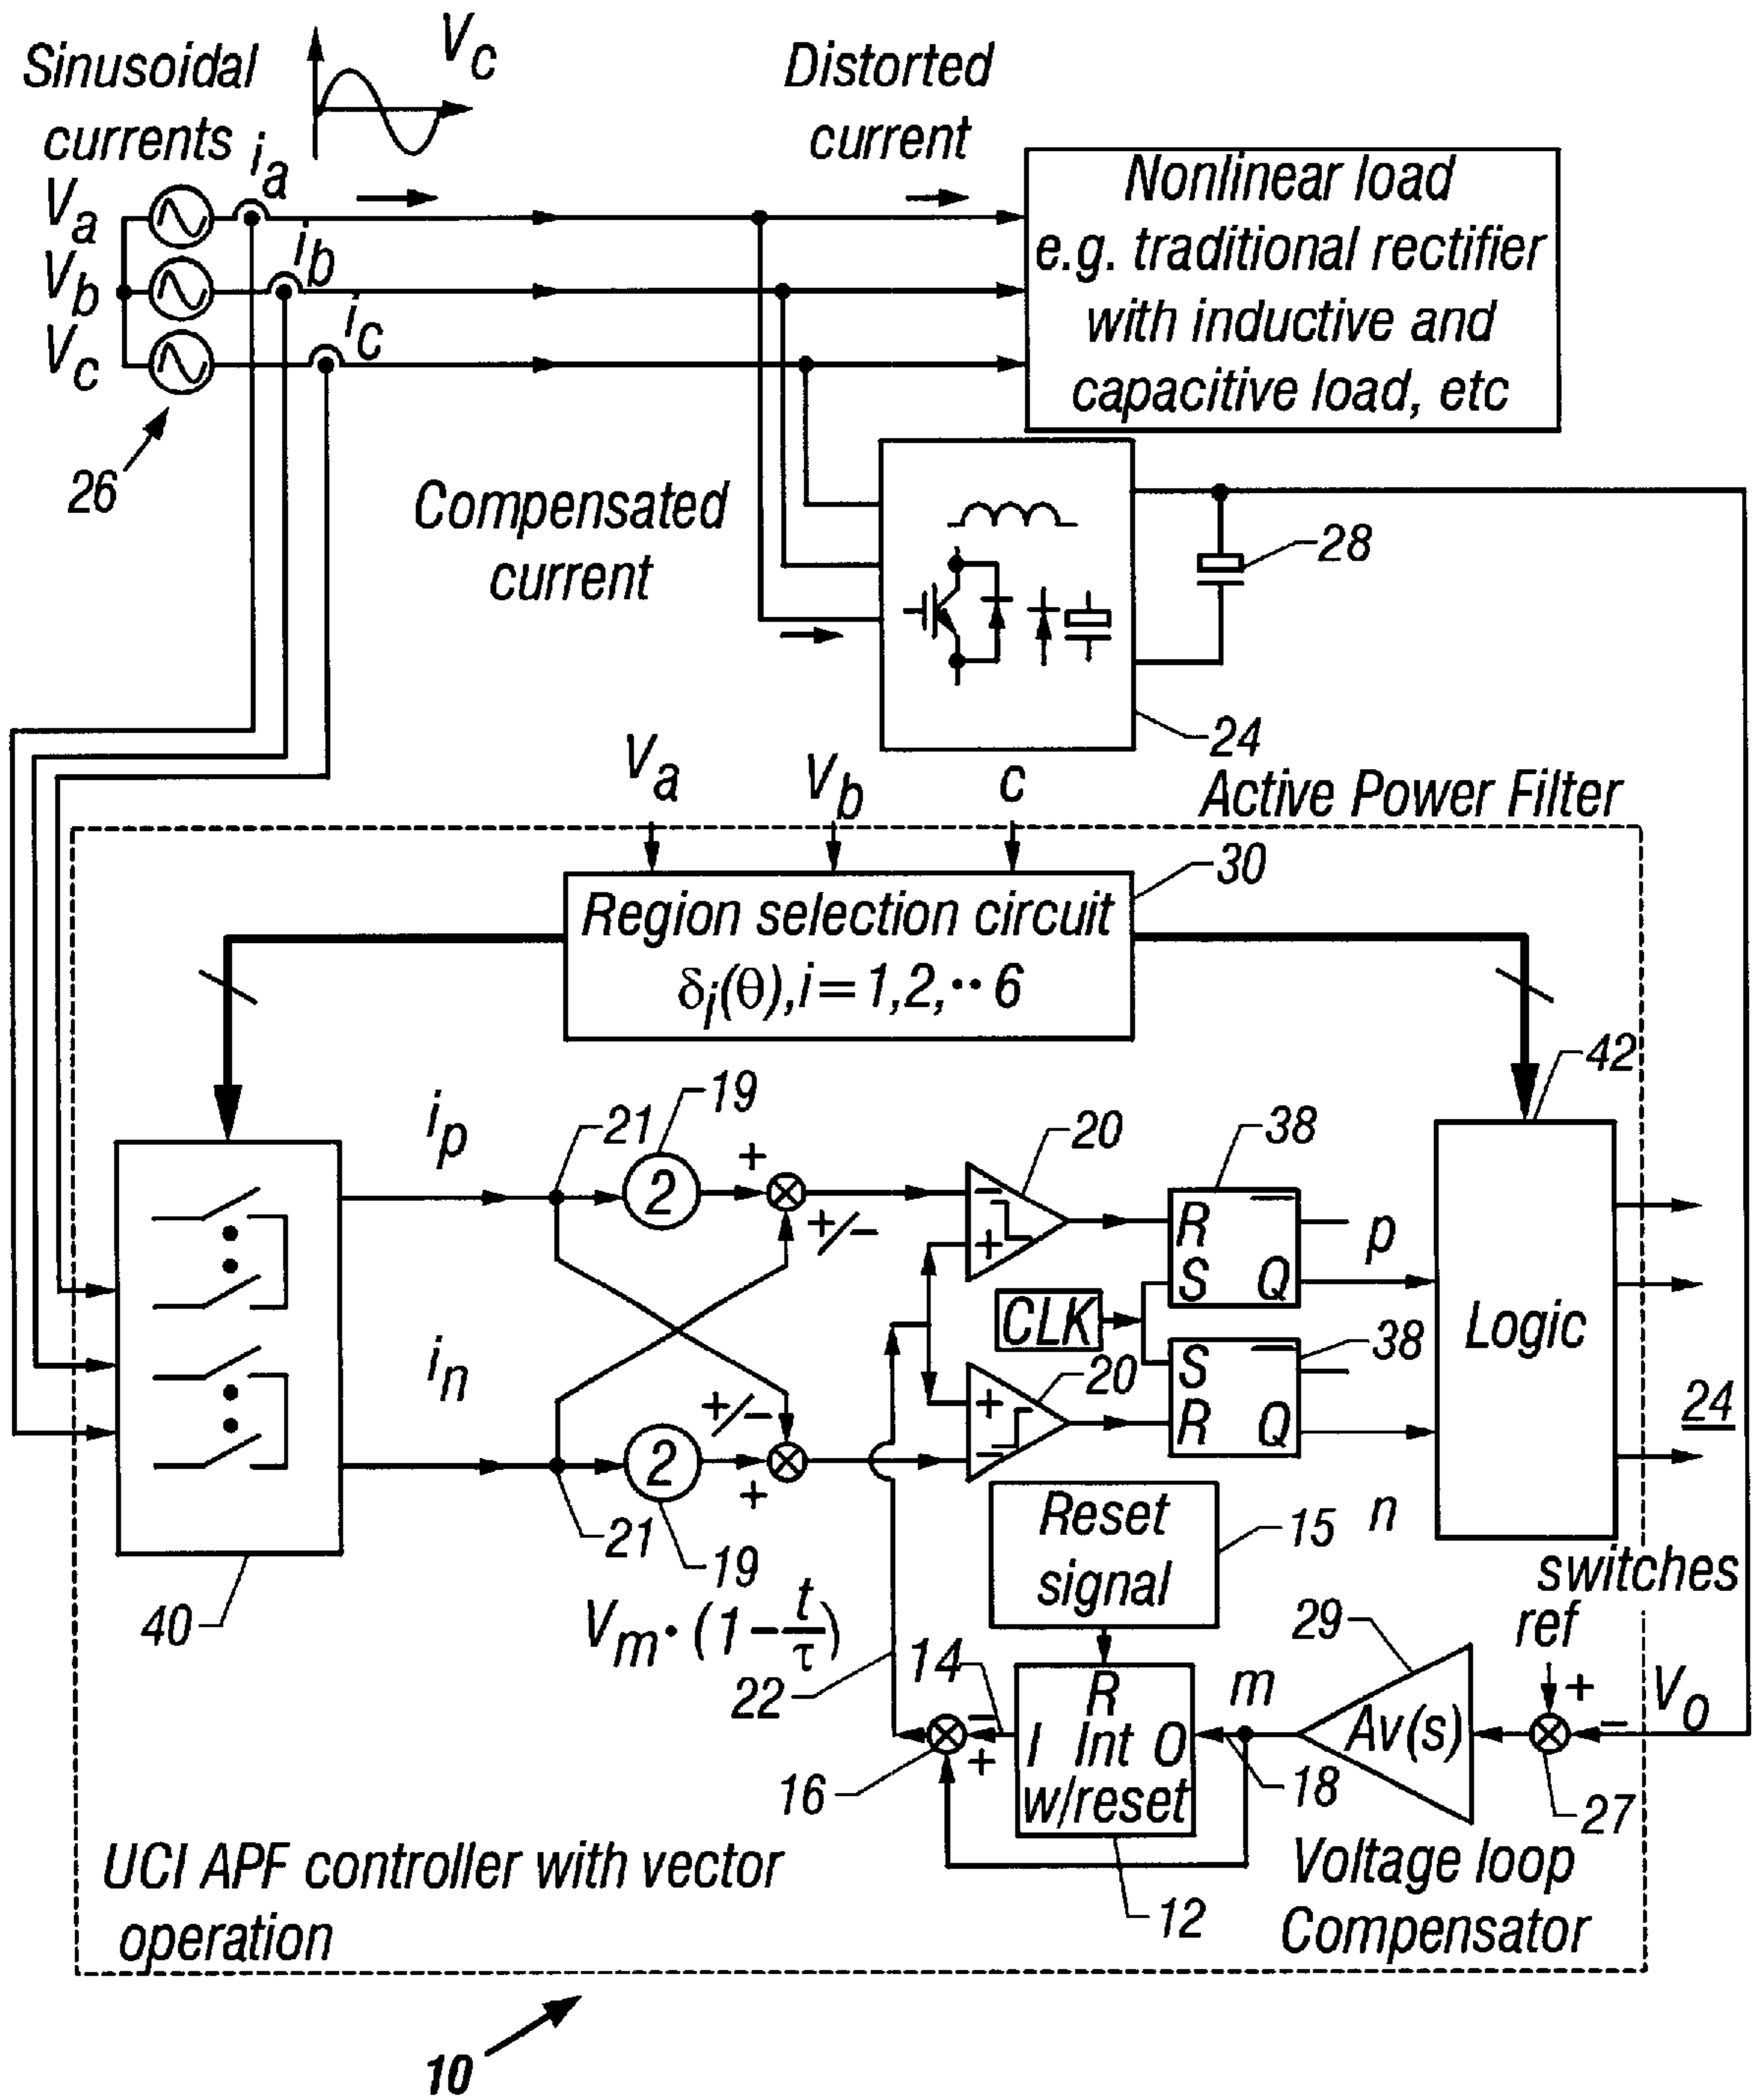 Sinusoidal
currents
Vc
Distorted
current
ia
ib
ic
Va
Vb
Vc
26
Nonlinear load
e.g. traditional rectifier
with inductive and
capacitive load, etc
Compensated
current
28
24
Active Power Filter
Va
Vb
c
30
Region selection circuit
δi(θ),i=1,2,·· 6
42
ip
in
21
19
2
+
+/−
20
−
+
38
R
S
Q
p
CLK
Logic
20
+
−
38
S
R
Q
n
24
+/−
2
+
21
19
40
Vm·(1−t/τ)
22
Reset
signal
15
switches
ref
29
14
R
I Int O
w/reset
m
Av(s)
+
−
Vo
16
−
+
18
27
12
UCI APF controller with vector
operation
Voltage loop
Compensator
10